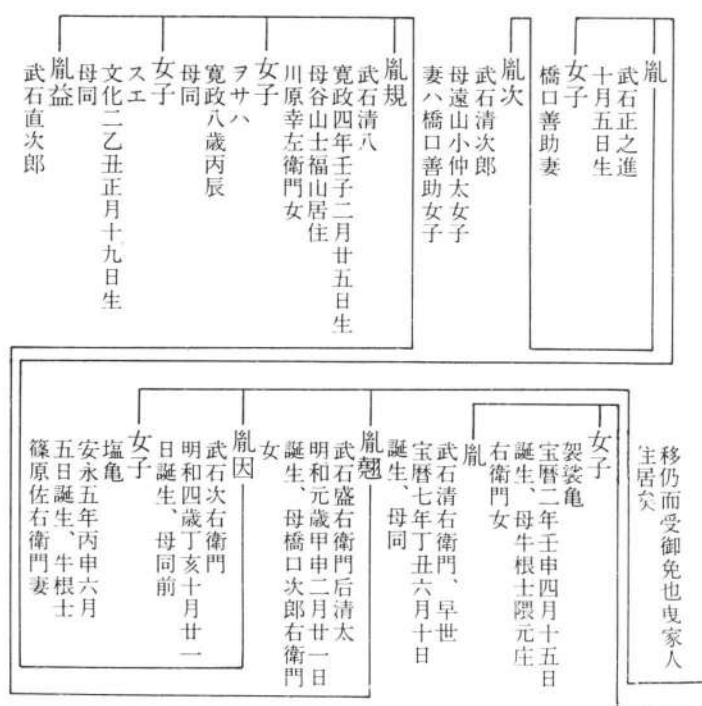 胤
武石正之進
十月五日生
女子
橋口善助妻
胤次
武石清次郎
母遠山小仲太女子
妻ハ橋口善助女子
胤規
武石清八
寛政四年壬子二月廿五日生
母谷山士福山居住
川原幸左衛門女
女子
ヲサハ
寛政八歳丙辰
母同
女子
スエ
文化二乙丑正月十九日生
母同
胤益
武石直次郎
移仍而受御免也曳家人
住居矣
女子
袈裟亀
宝暦二年壬申四月十五日
誕生、母牛根士隈元庄
右衛門女
胤
武石清右衛門、早世
宝暦七年丁丑六月十日
誕生、母同
胤翹
武石盛右衛門后清太
明和元歳甲申二月廿一日
誕生、母橋口次郎右衛門
女
胤因
武石次右衛門
明和四歳丁亥十月廿一
日誕生、母同前
女子
塩亀
安永五年丙申六月
五日誕生、牛根士
篠原佐右衛門妻